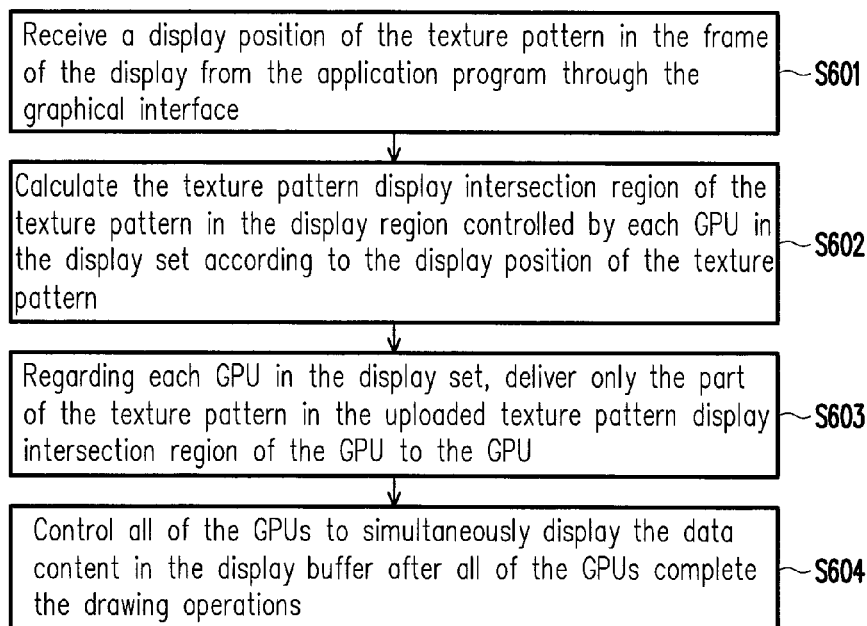 Receive a display position of the texture pattern in the frame
of the display from the application program through the
graphical interface
S601
Calculate the texture pattern display intersection region of the
texture pattern in the display region controlled by each GPU in
the display set according to the display position of the texture
pattern
S602
Regarding each GPU in the display set, deliver only the part
of the texture pattern in the uploaded texture pattern display
intersection region of the GPU to the GPU
S603
Control all of the GPUs to simultaneously display the data
content in the display buffer after all of the GPUs complete
the drawing operations
S604